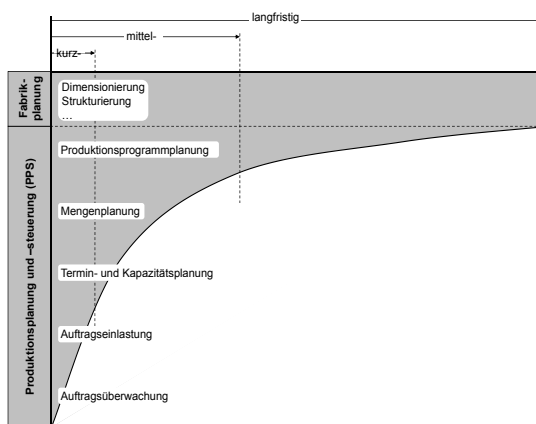 langfristig
mittel-
kurz-
Fabrik-
planung
Dimensionierung
Strukturierung
...
Produktionsplanung und –steuerung (PPS)
Produktionsprogrammplanung
Mengenplanung
Termin- und Kapazitätsplanung
Auftragseinlastung
Auftragsüberwachung